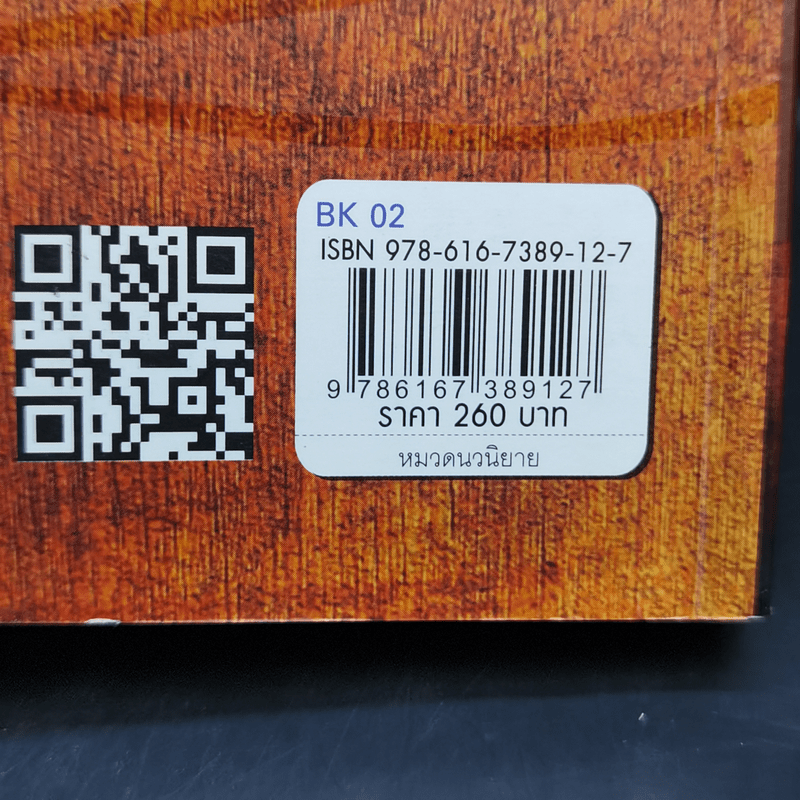 BK 02
ISBN 978-616-7389-12-7
9 786167 389127
ราคา 260 บาท
หมวดนวนิยาย